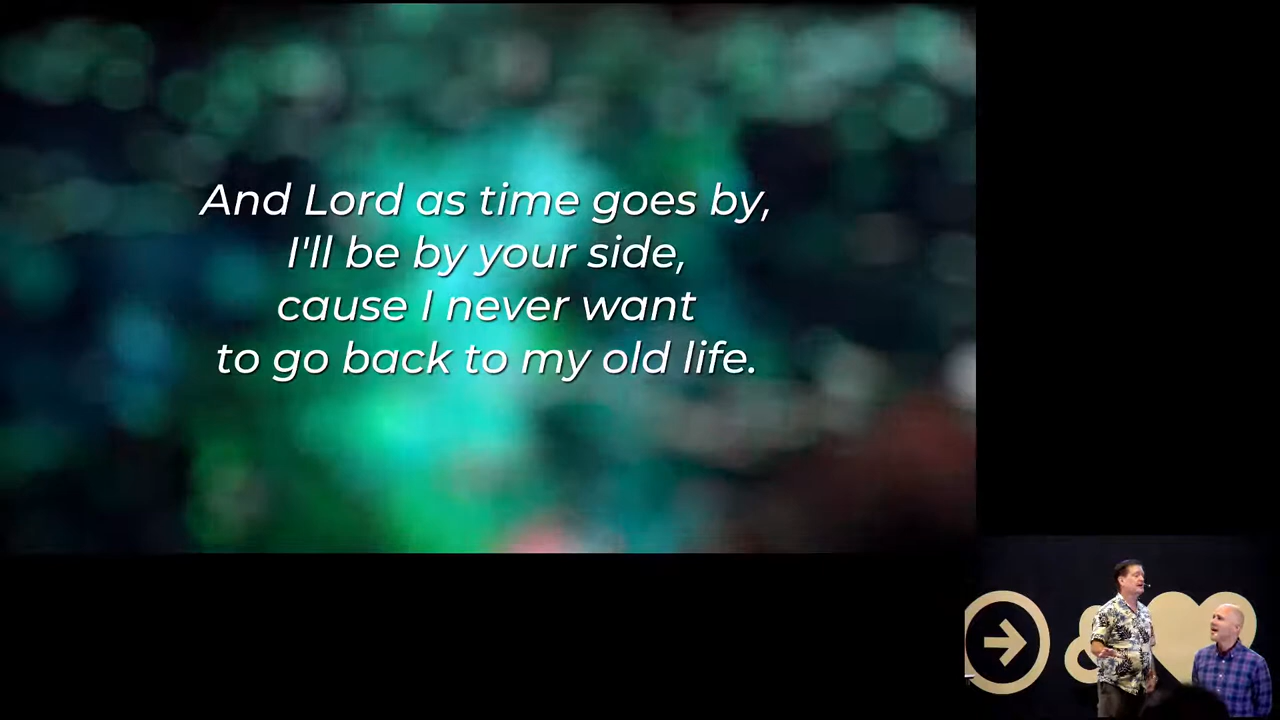 And Lord as time goes by,
I'll be by your side,
cause I never want
to go back to my old life.
&